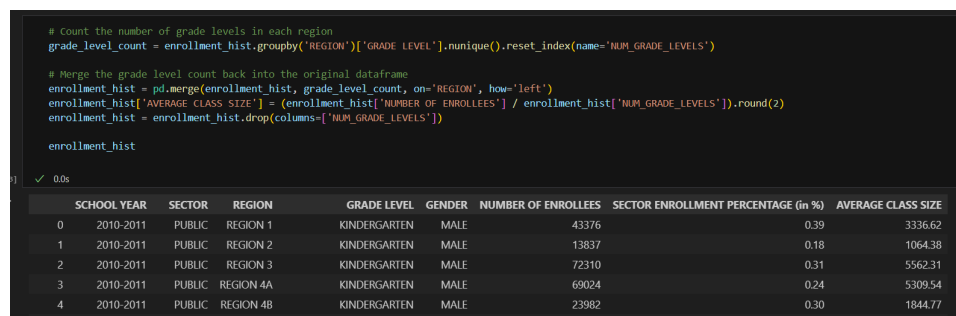 # Count the number of grade levels in each region
grade_level_count = enrollment_hist.groupby('REGION')['GRADE LEVEL'].nunique().reset_index(name='NUM_GRADE_LEVELS')
# Merge the grade level count back into the original dataframe
enrollment_hist = pd.merge(enrollment_hist, grade_level_count, on='REGION', how='left')
enrollment_hist['AVERAGE CLASS SIZE'] = (enrollment_hist['NUMBER OF ENROLLEES'] / enrollment_hist['NUM_GRADE_LEVELS']).round(2)
enrollment_hist = enrollment_hist.drop(columns=['NUM_GRADE_LEVELS'])
enrollment_hist
✓ 0.0s
SCHOOL YEAR SECTOR REGION GRADE LEVEL GENDER NUMBER OF ENROLLEES SECTOR ENROLLMENT PERCENTAGE (in %) AVERAGE CLASS SIZE
0 2010-2011 PUBLIC REGION 1 KINDERGARTEN MALE 43376 0.39 3336.62
1 2010-2011 PUBLIC REGION 2 KINDERGARTEN MALE 13837 0.18 1064.38
2 2010-2011 PUBLIC REGION 3 KINDERGARTEN MALE 72310 0.31 5562.31
3 2010-2011 PUBLIC REGION 4A KINDERGARTEN MALE 69024 0.24 5309.54
4 2010-2011 PUBLIC REGION 4B KINDERGARTEN MALE 23982 0.30 1844.77